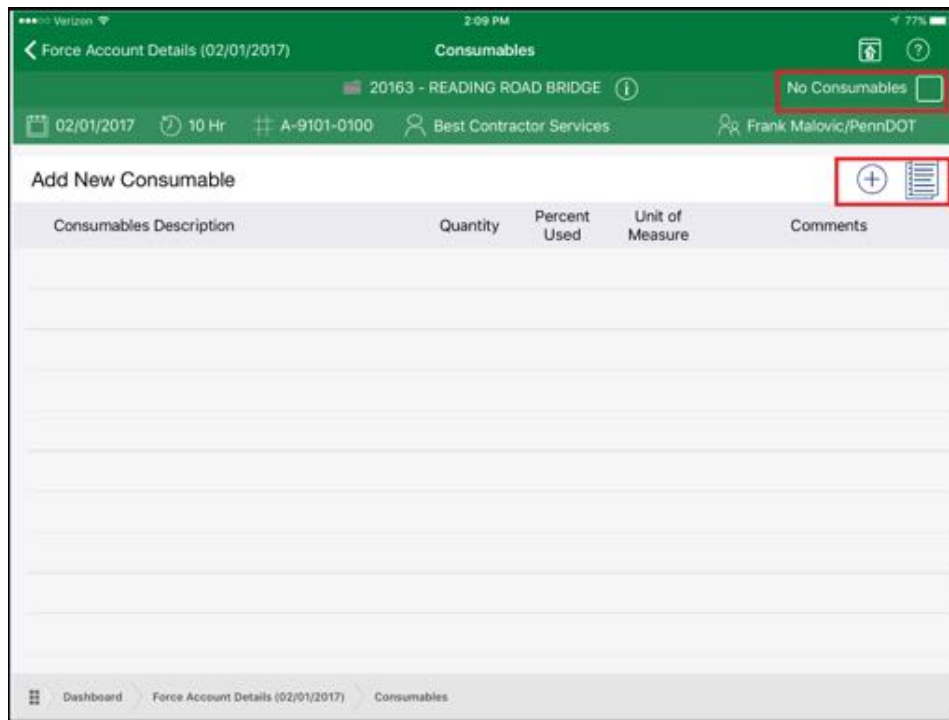 Verizon 2:09 PM 77%
Force Account Details (02/01/2017) Consumables ?
20163 - READING ROAD BRIDGE i No Consumables
02/01/2017 10 Hr A-9101-0100 Best Contractor Services Frank Malovic/PennDOT
Add New Consumable
Consumables Description Quantity Percent Used Unit of Measure Comments
Dashboard Force Account Details (02/01/2017) Consumables